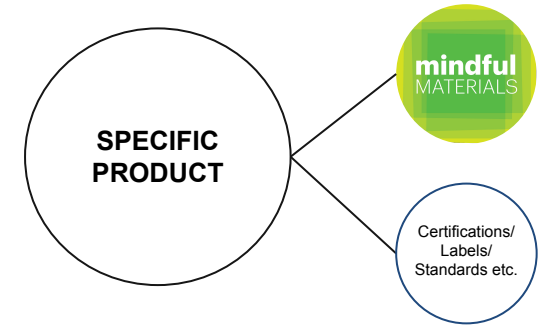 SPECIFIC
PRODUCT
mindful
MATERIALS
Certifications/
Labels/
Standards etc.